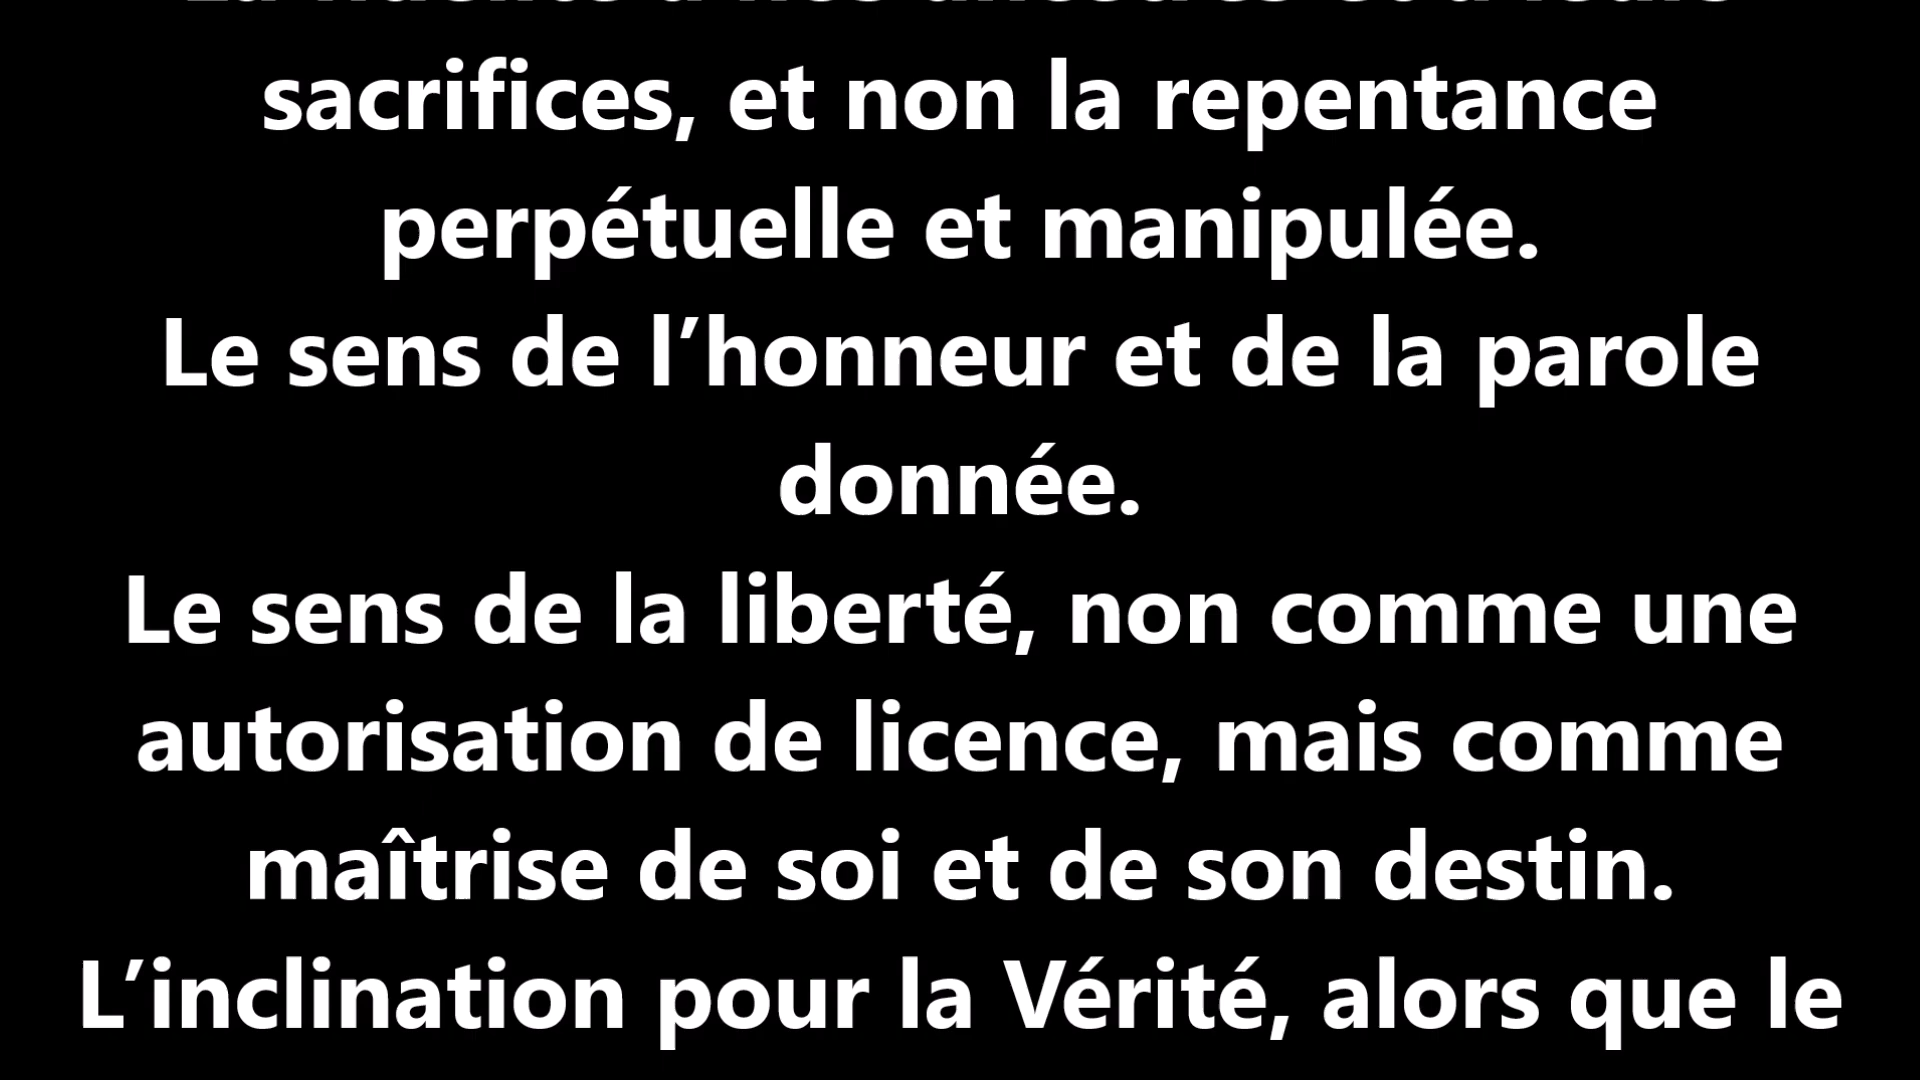 sacrifices, et non la repentance
perpétuelle et manipulée.
Le sens de l’honneur et de la parole
donnée.
Le sens de la liberté, non comme une
autorisation de licence, mais comme
maîtrise de soi et de son destin.
L’inclination pour la Vérité, alors que le